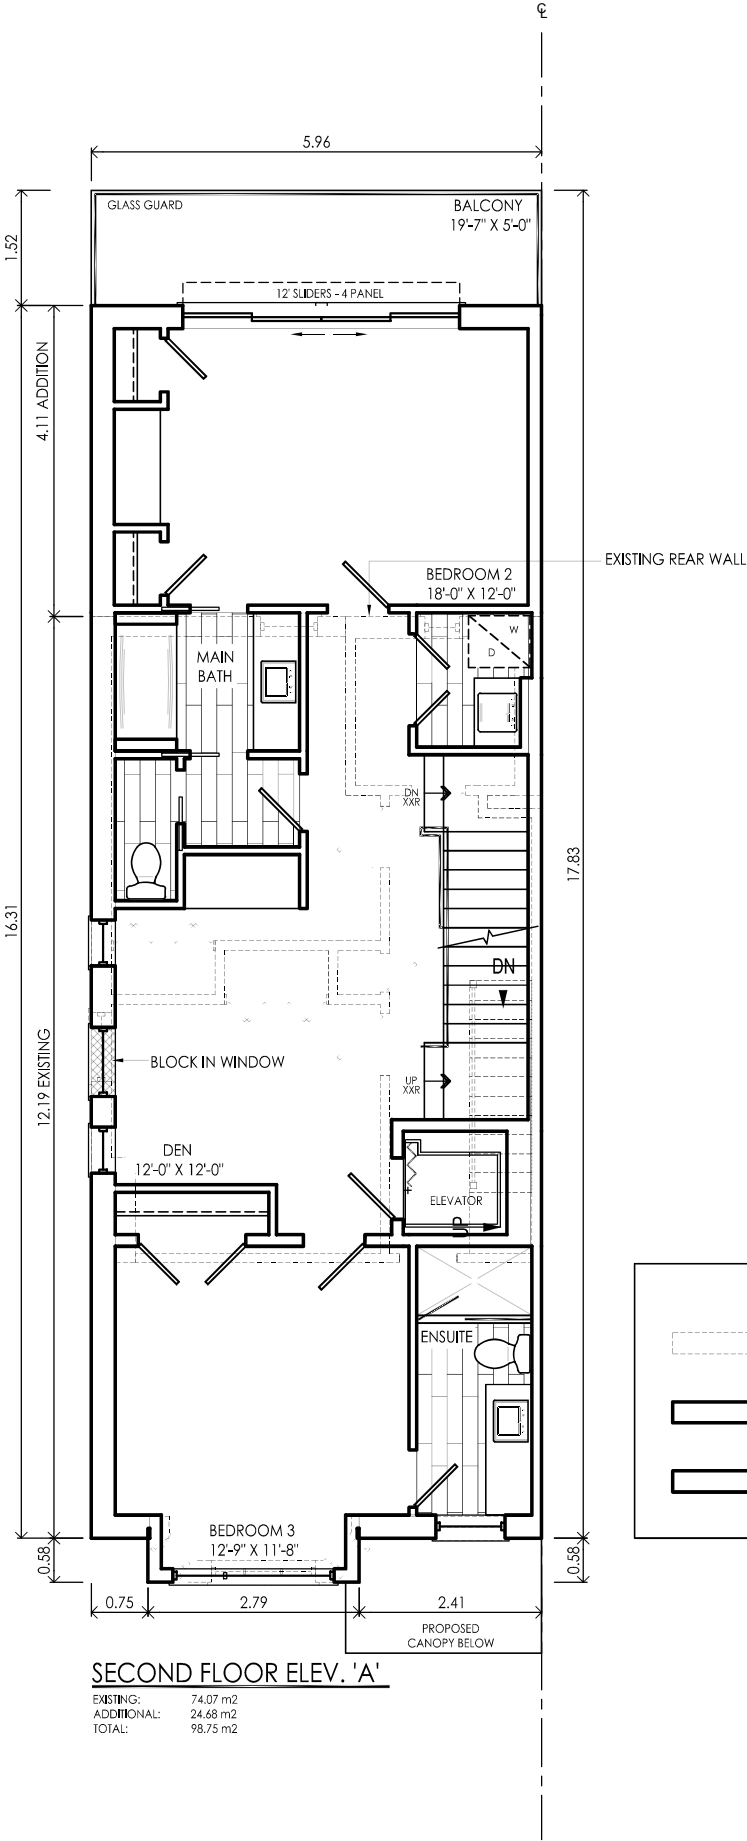 ℄
5.96
GLASS GUARD
BALCONY
19'-7" X 5'-0"
1.52
12' SLIDERS - 4 PANEL
4.11 ADDITION
EXISTING REAR WALL
BEDROOM 2
18'-0" X 12'-0"
W
D
MAIN
BATH
DN
XXR
17.83
16.31
DN
12.19 EXISTING
BLOCK IN WINDOW
UP
XXR
DEN
12'-0" X 12'-0"
ELEVATOR
UP
ENSUITE
BEDROOM 3
12'-9" X 11'-8"
0.58
0.58
0.75
2.79
2.41
PROPOSED
CANOPY BELOW
SECOND FLOOR ELEV. 'A'
EXISTING: 74.07 m2
ADDITIONAL: 24.68 m2
TOTAL: 98.75 m2